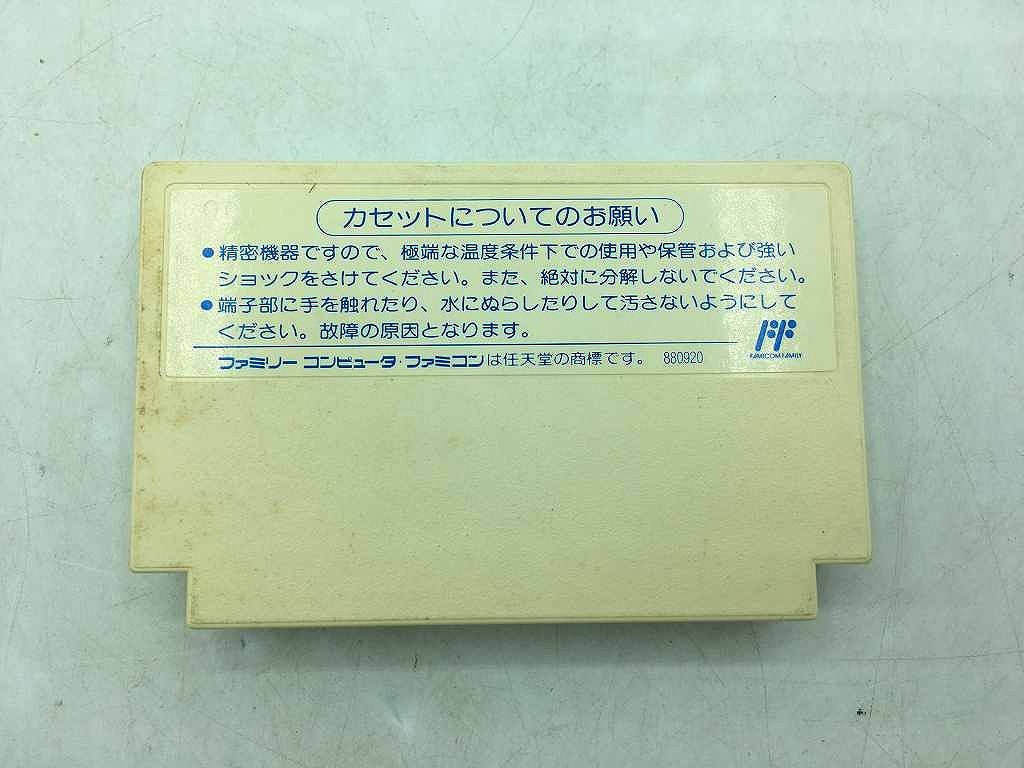 カセットについてのお願い
●精密機器ですので、極端な温度条件下での使用や保管および強い
ショックをさけてください。また、絶対に分解しないでください。
●端子部に手を触れたり、水にぬらしたりして汚さないようにして
ください。故障の原因となります。
FF
FAMICOM FAMILY
ファミリー コンピュータ・ファミコンは任天堂の商標です。 880920